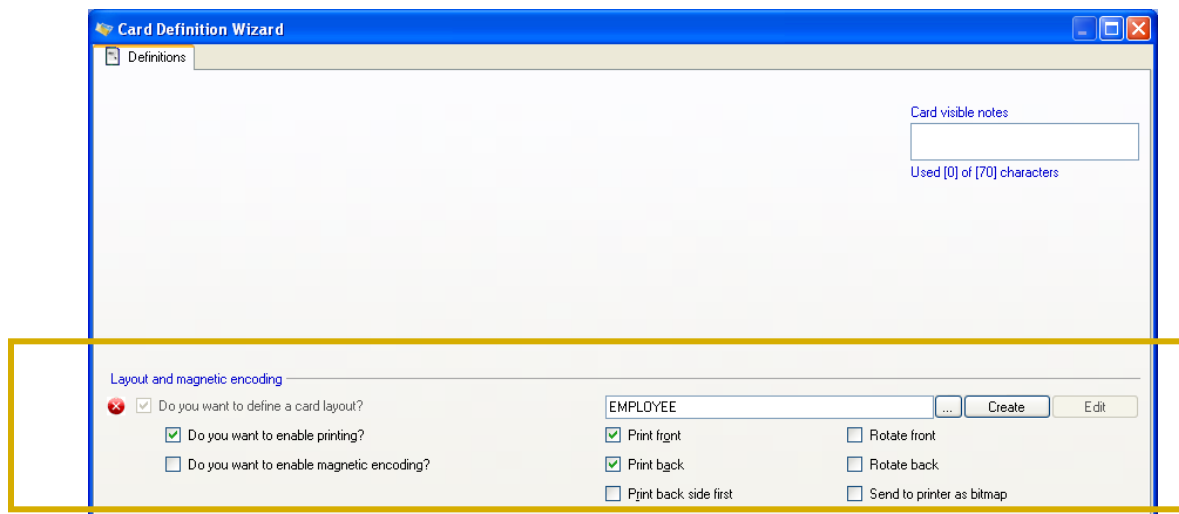 Card Definition Wizard
Definitions
Card visible notes
Used [0] of [70] characters
Layout and magnetic encoding
Do you want to define a card layout? EMPLOYEE ... Create Edit
Do you want to enable printing? Print front Rotate front
Do you want to enable magnetic encoding? Print back Rotate back
Print back side first Send to printer as bitmap